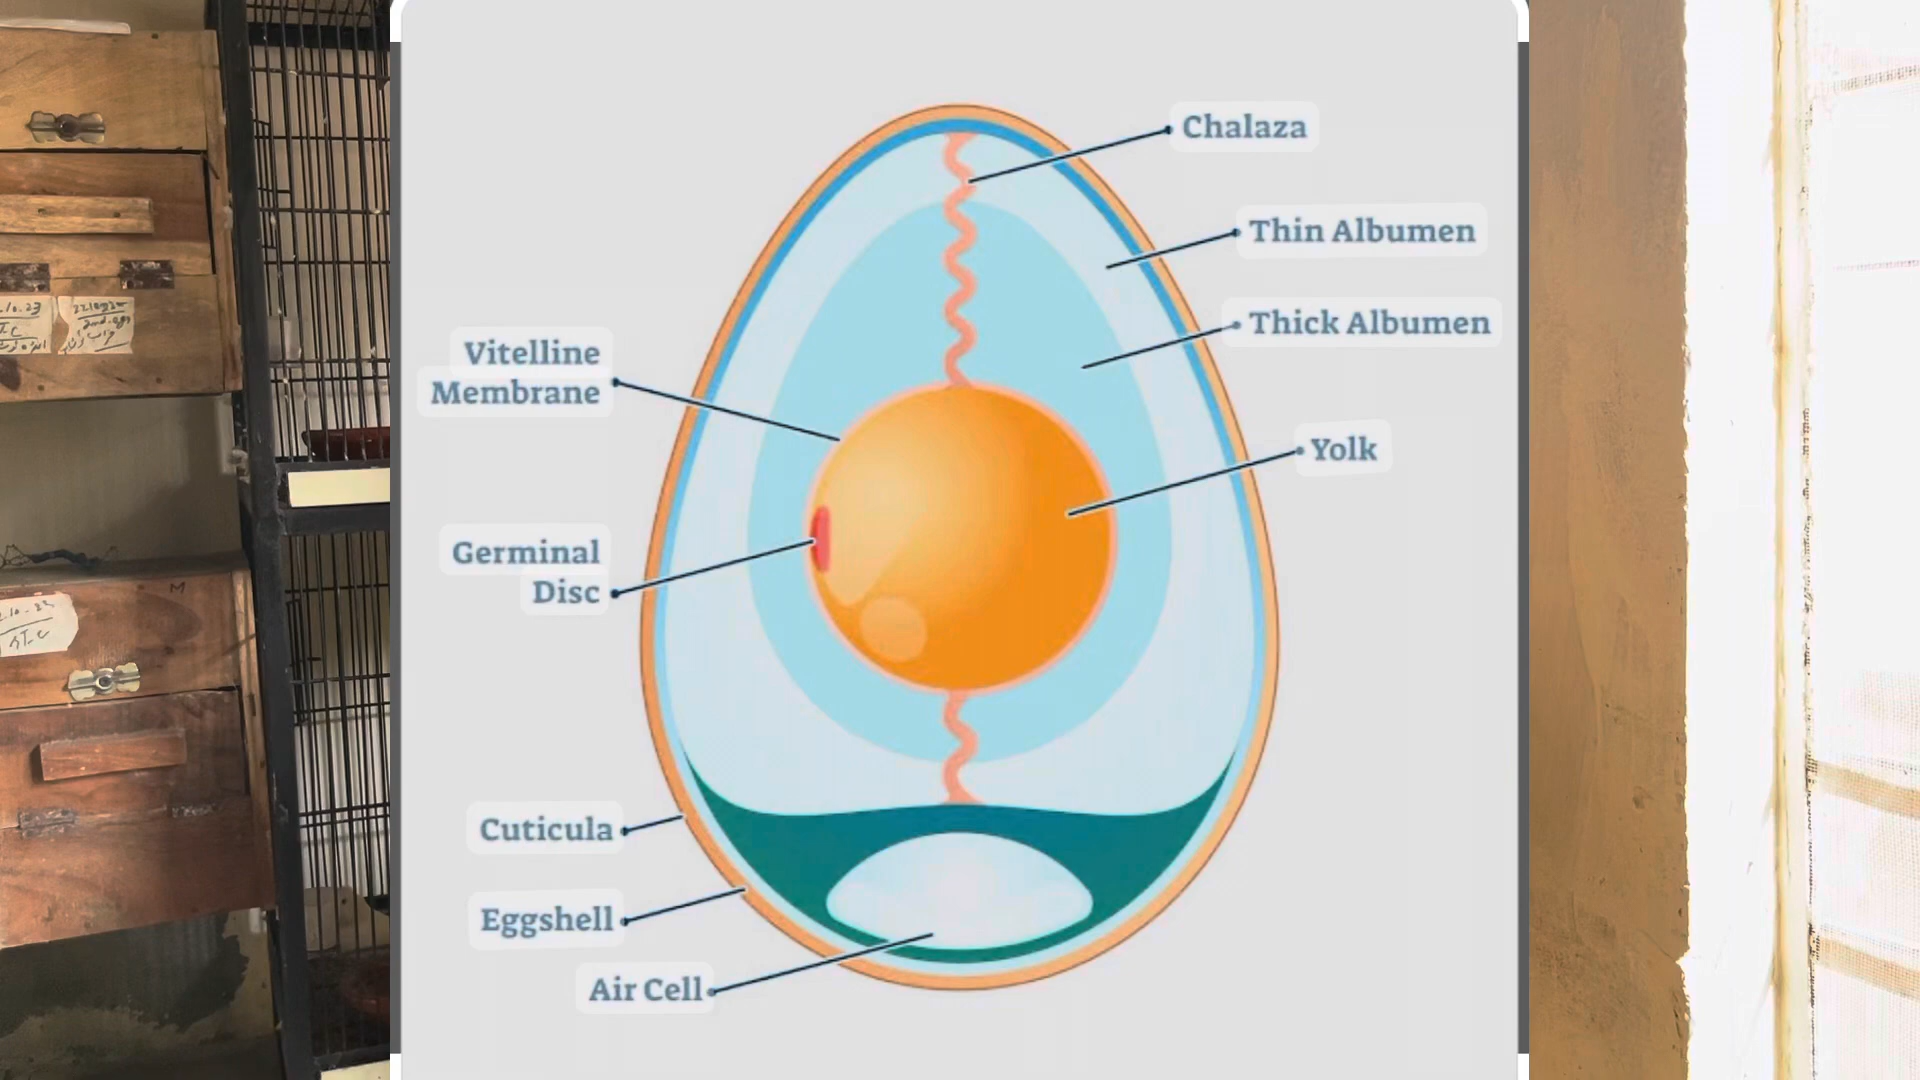 Chalaza
Thin Albumen
Thick Albumen
Vitelline
Membrane
Yolk
Germinal
Disc
Cuticula
Eggshell
Air Cell
M